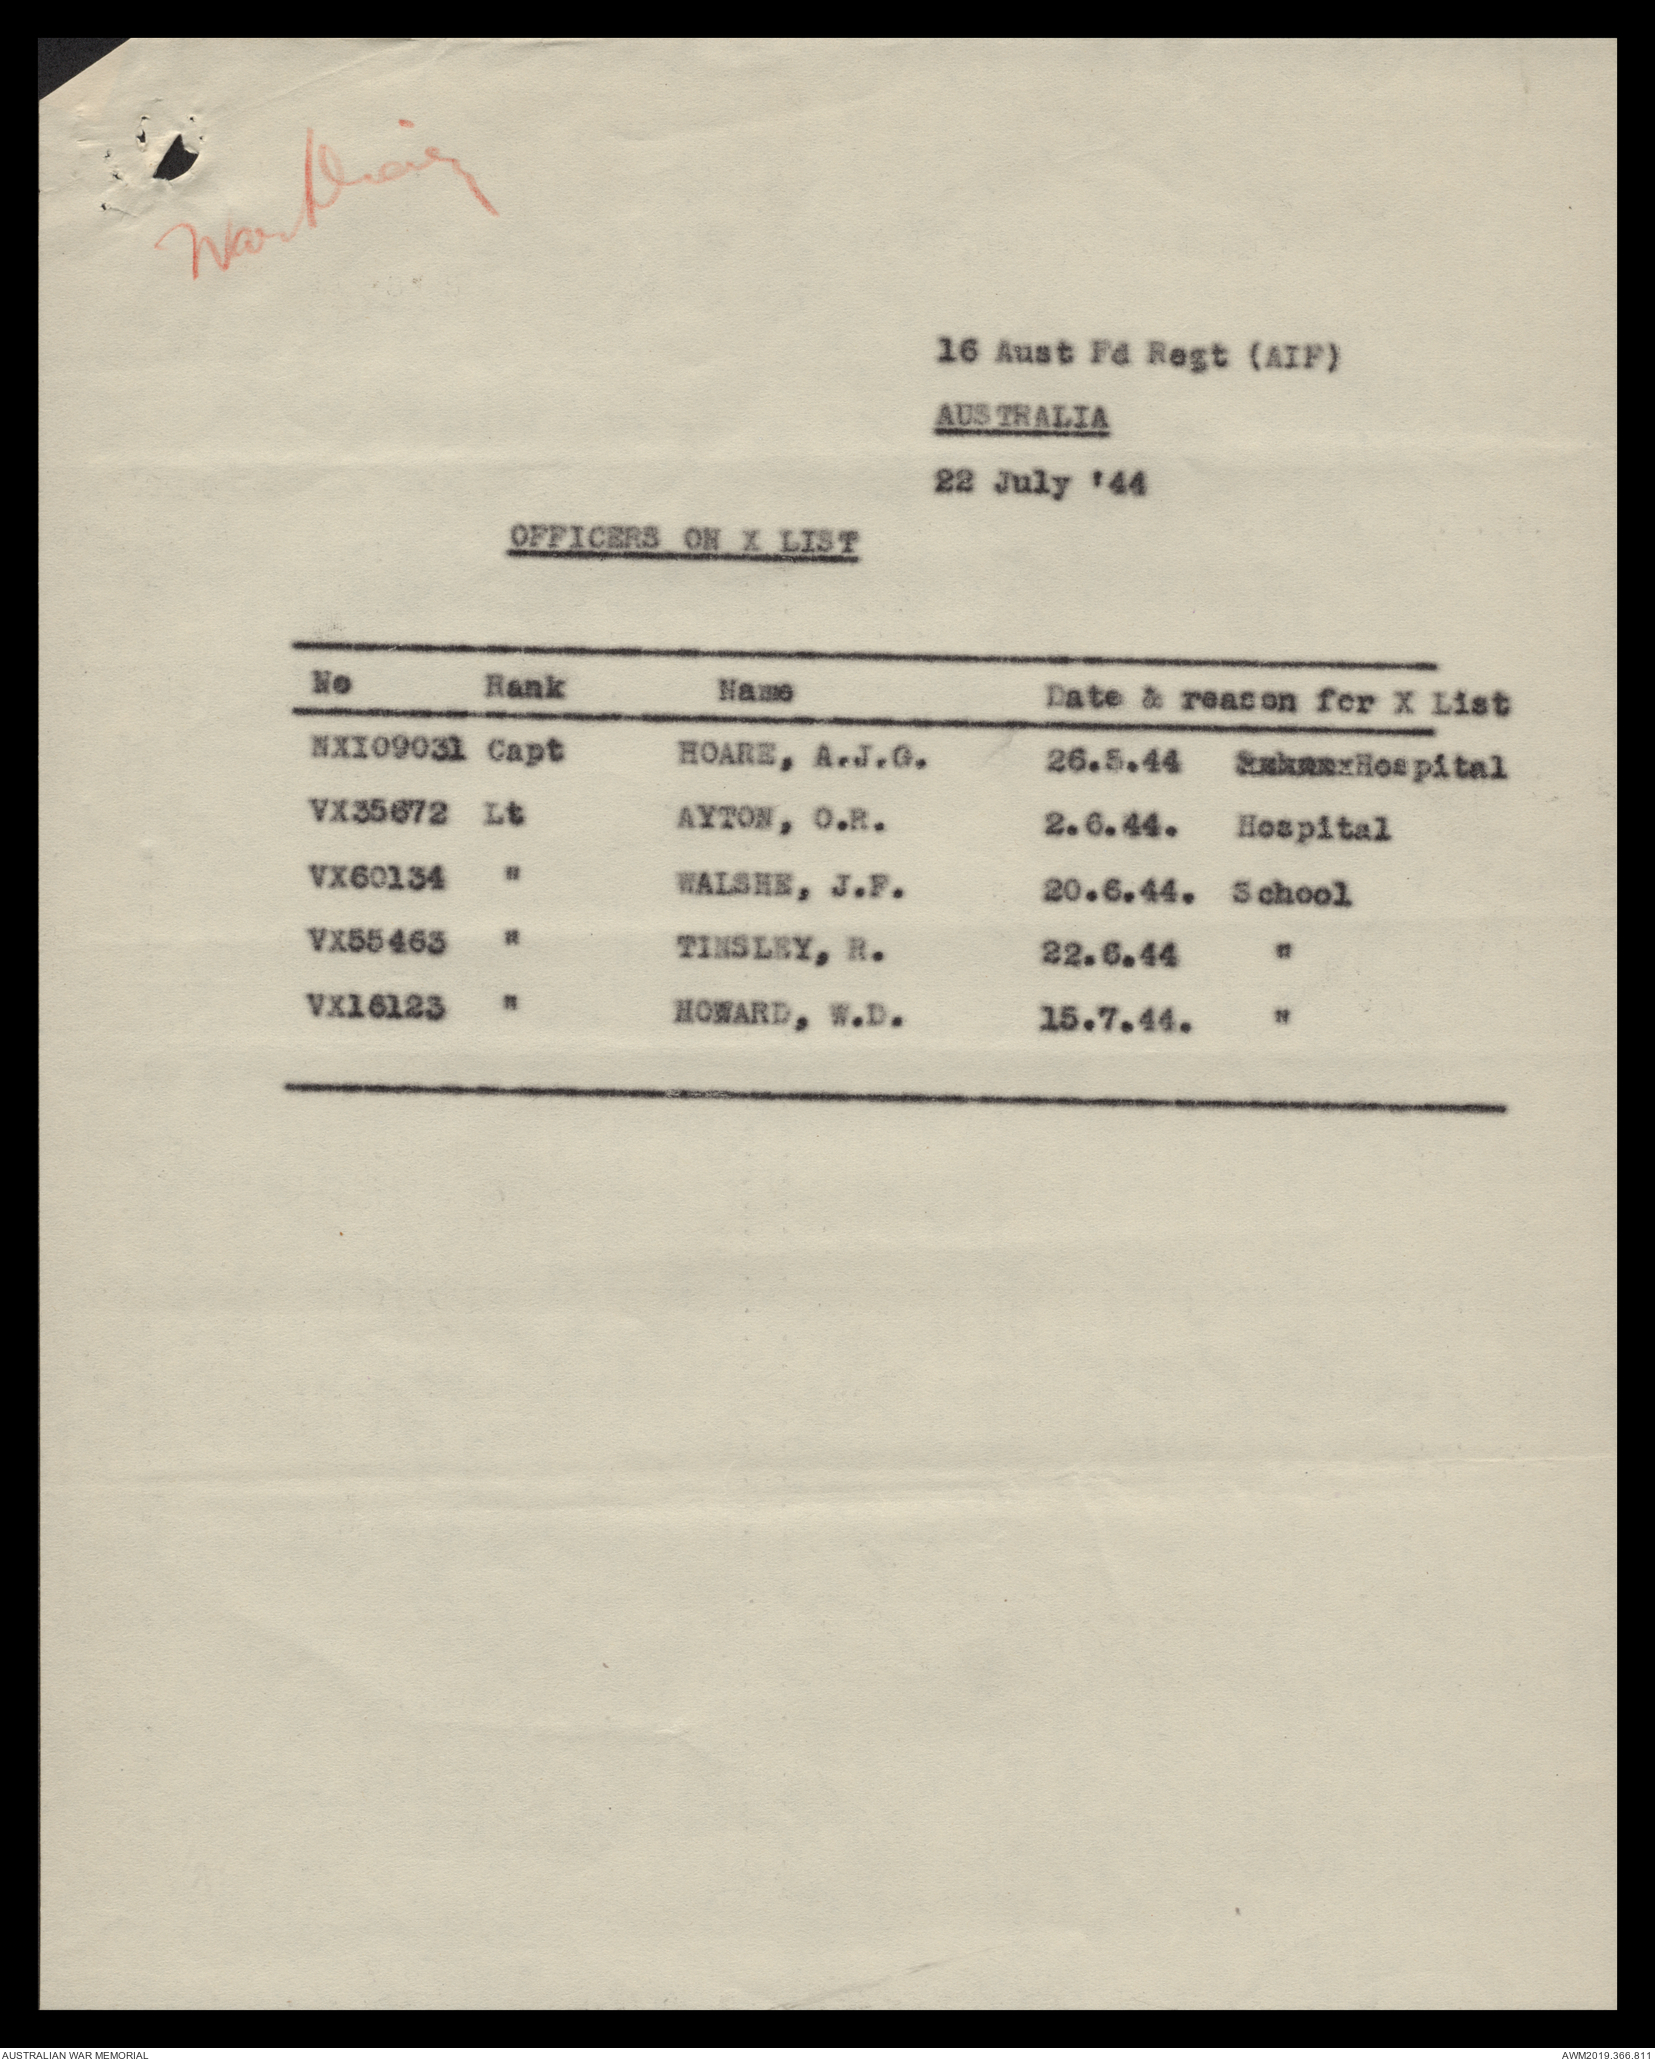 War Diary
16 Aust Fd Regt (AIF)
AUSTRALIA
22 July '44
OFFICERS ON X LIST
No Rank Name Date & reason for X List
NX109031 Capt HOARE, A.J.G. 26.5.44 Hospital
VX35672 Lt AYTON, O.R. 2.6.44. Hospital
VX60134 " WALSHE, J.F. 20.6.44. School
VX55463 " TINSLEY, R. 22.6.44 "
VX16123 " HOWARD, W.D. 15.7.44. "
AUSTRALIAN WAR MEMORIAL AWM2019.366.811